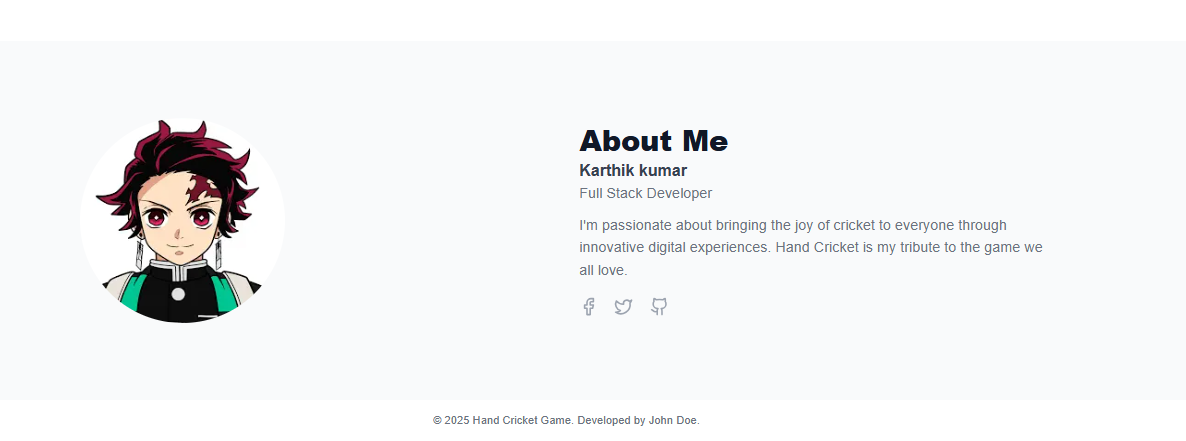 About Me
Karthik kumar
Full Stack Developer
I'm passionate about bringing the joy of cricket to everyone through
innovative digital experiences. Hand Cricket is my tribute to the game we
all love.
© 2025 Hand Cricket Game. Developed by John Doe.